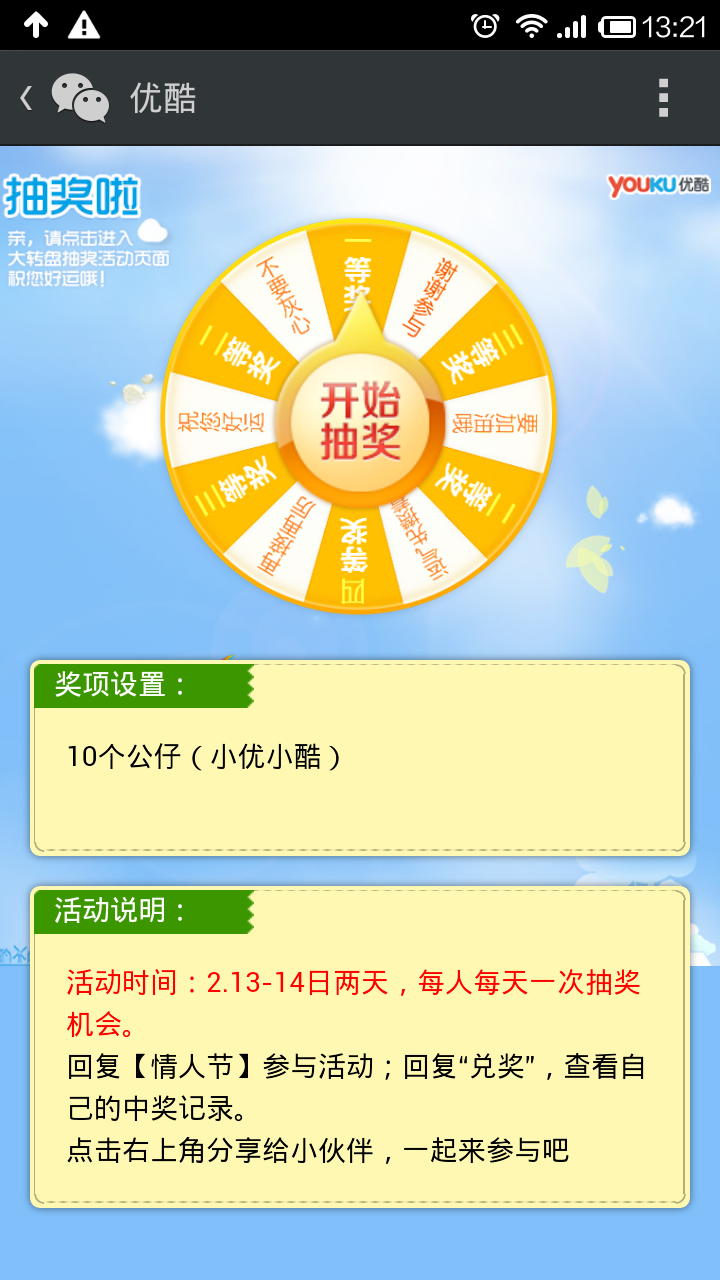 13:21
优酷
抽奖啦
YOUKU优酷
亲，请点击进入
大转盘抽奖活动页面
祝您好运哦！
一等奖
谢谢参与
三等奖
要加油哦
二等奖
运气先攒着
四等奖
再接再厉
三等奖
祝您好运
二等奖
不要灰心
开始
抽奖
奖项设置：
10个公仔（小优小酷）
活动说明：
活动时间：2.13-14日两天，每人每天一次抽奖
机会。
回复【情人节】参与活动；回复“兑奖”，查看自
己的中奖记录。
点击右上角分享给小伙伴，一起来参与吧